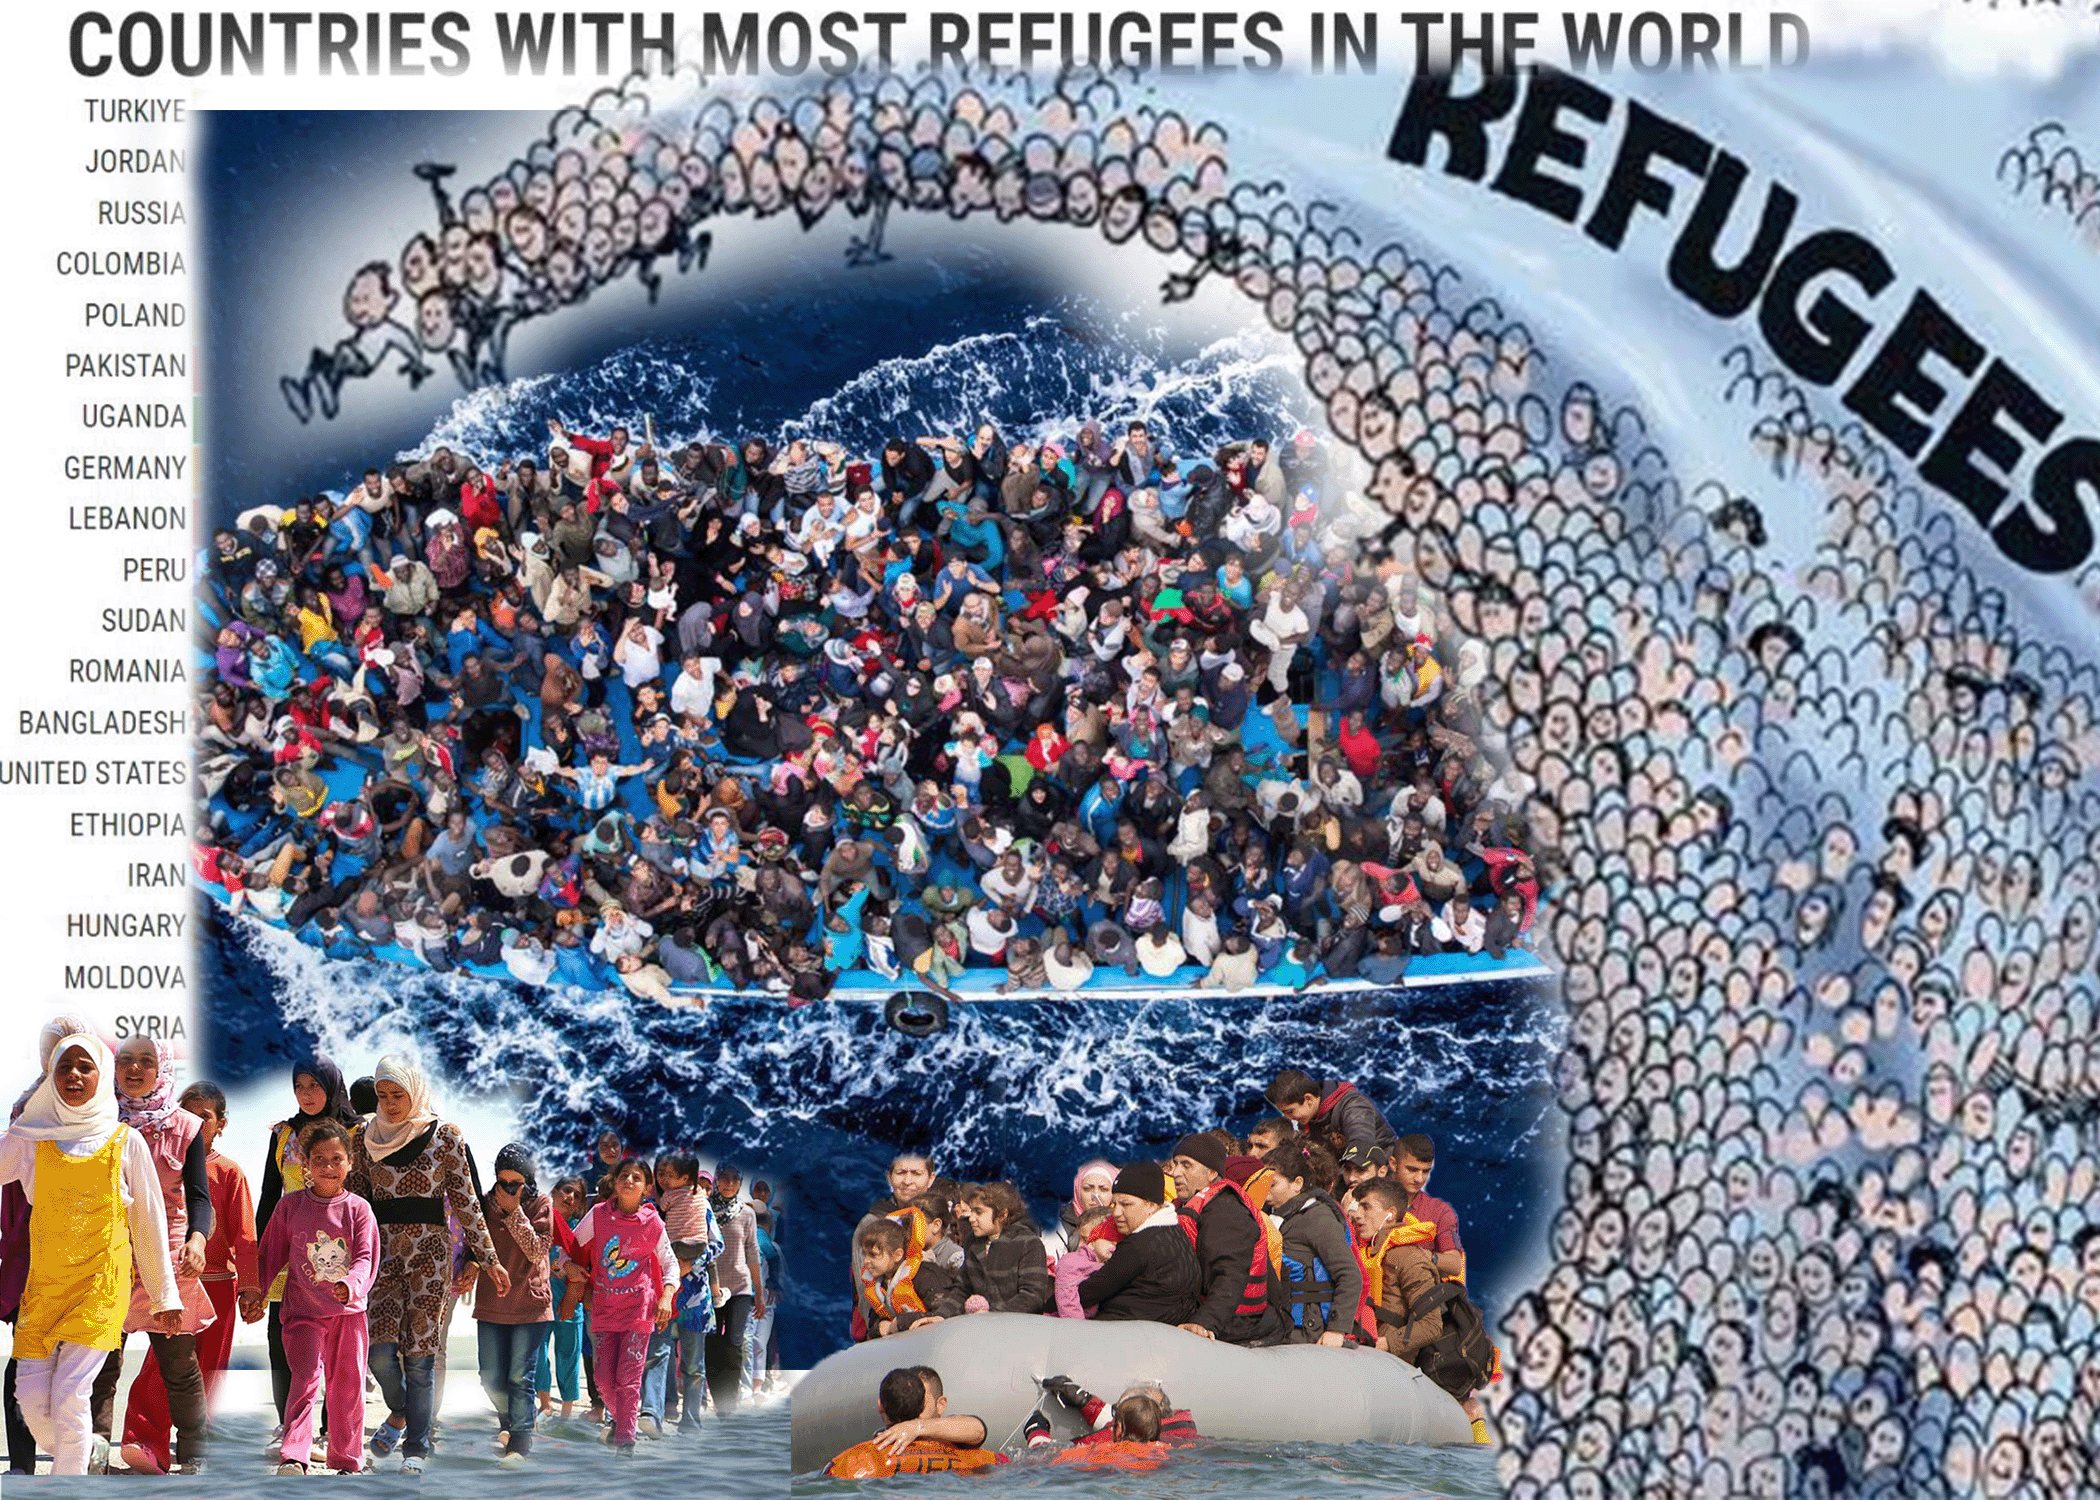 COUNTRIES WITH MOST REFUGEES IN THE WORLD
TURKIYE
JORDAN
RUSSIA
COLOMBIA
POLAND
PAKISTAN
UGANDA
GERMANY
LEBANON
PERU
SUDAN
ROMANIA
BANGLADESH
UNITED STATES
ETHIOPIA
IRAN
HUNGARY
MOLDOVA
SYRIA
REFUGEES